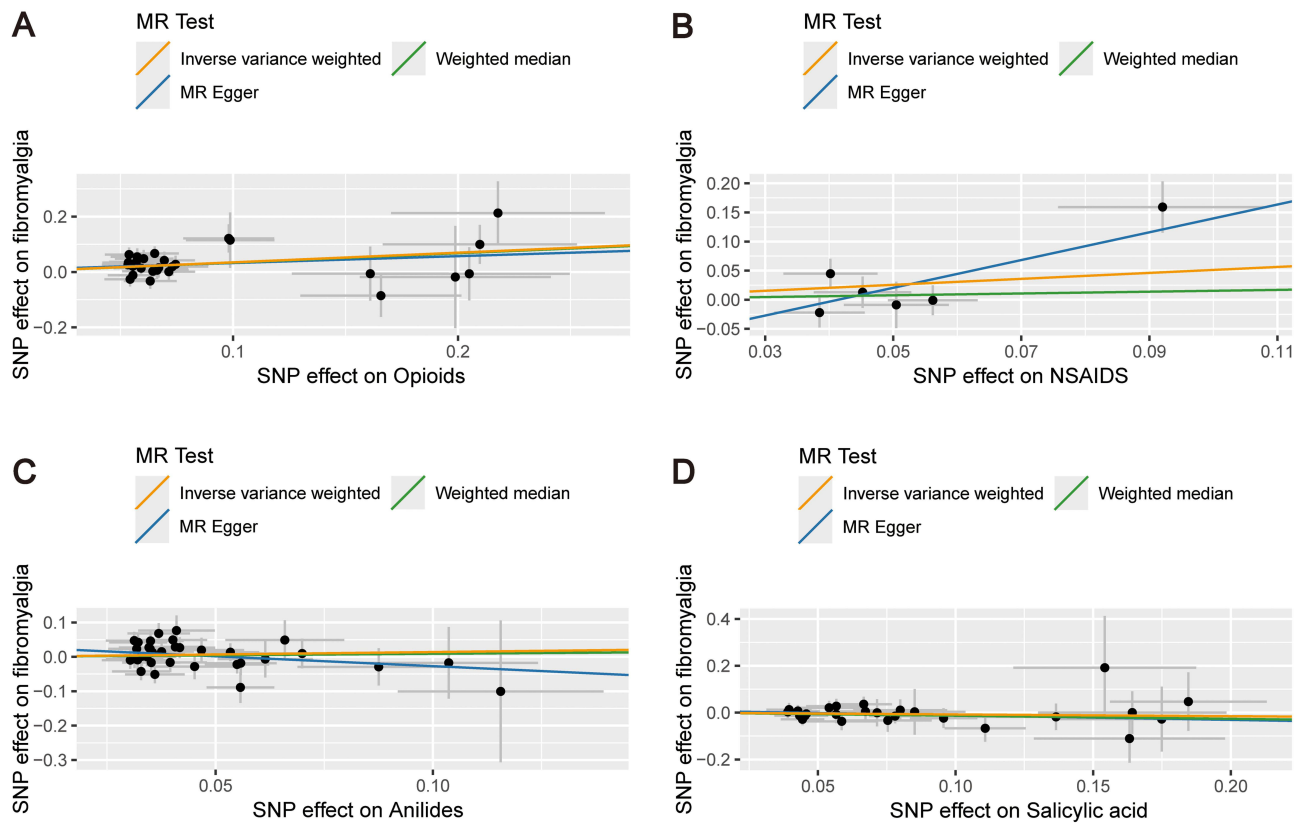 A
MR Test
Inverse variance weighted
Weighted median
MR Egger
SNP effect on fibromyalgia
0.2
0.0
−0.2
0.1
0.2
SNP effect on Opioids
B
MR Test
Inverse variance weighted
Weighted median
MR Egger
SNP effect on fibromyalgia
0.20
0.15
0.10
0.05
0.00
−0.05
0.03
0.05
0.07
0.09
0.11
SNP effect on NSAIDS
C
MR Test
Inverse variance weighted
Weighted median
MR Egger
SNP effect on fibromyalgia
0.1
0.0
−0.1
−0.2
−0.3
0.05
0.10
SNP effect on Anilides
D
MR Test
Inverse variance weighted
Weighted median
MR Egger
SNP effect on fibromyalgia
0.4
0.2
0.0
−0.2
0.05
0.10
0.15
0.20
SNP effect on Salicylic acid